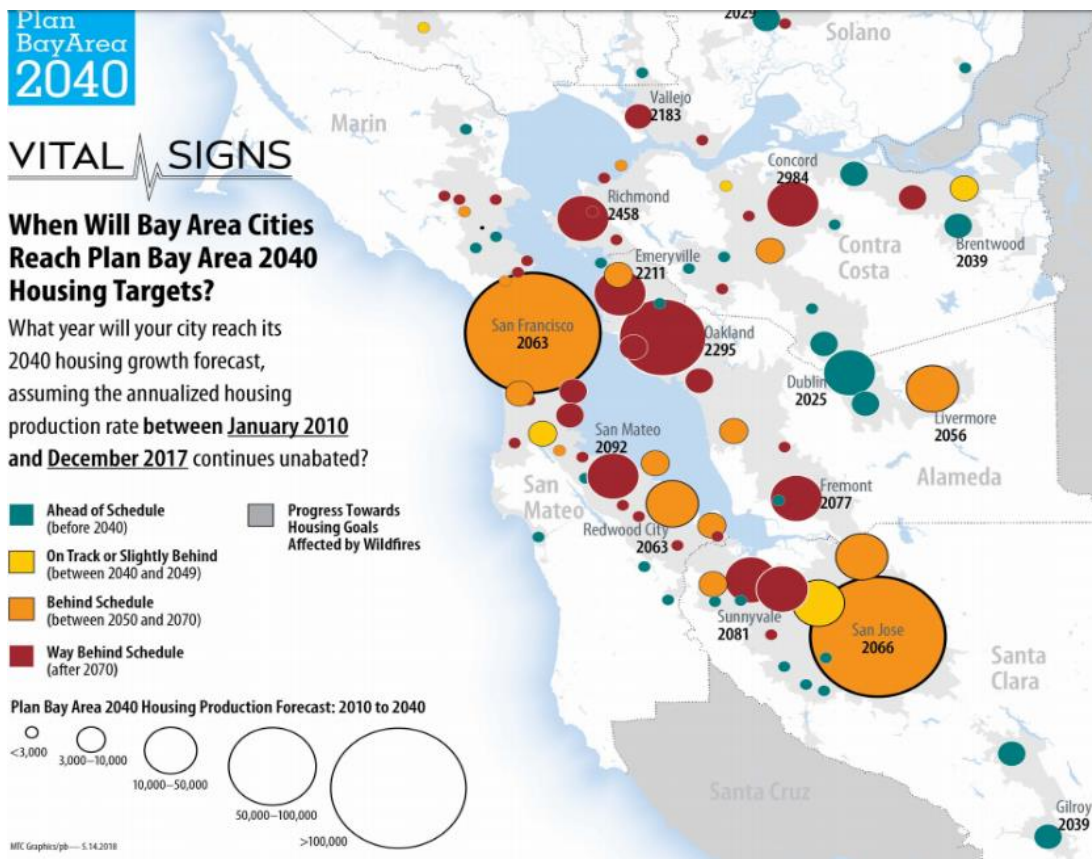 Plan
BayArea
2040
VITAL SIGNS
When Will Bay Area Cities
Reach Plan Bay Area 2040
Housing Targets?
What year will your city reach its
2040 housing growth forecast,
assuming the annualized housing
production rate between January 2010
and December 2017 continues unabated?
Ahead of Schedule
(before 2040)
On Track or Slightly Behind
(between 2040 and 2049)
Behind Schedule
(between 2050 and 2070)
Way Behind Schedule
(after 2070)
Progress Towards
Housing Goals
Affected by Wildfires
Plan Bay Area 2040 Housing Production Forecast: 2010 to 2040
<3,000
3,000–10,000
10,000–50,000
50,000–100,000
>100,000
MTC Graphics/pb— 5.14.2018
2029
Solano
Marin
Vallejo
2183
Concord
2984
Richmond
2458
Contra
Costa
Brentwood
2039
Emeryville
2211
San Francisco
2063
Oakland
2295
Dublin
2025
Livermore
2056
Alameda
San Mateo
2092
San
Mateo
Fremont
2077
Redwood City
2063
Sunnyvale
2081
San Jose
2066
Santa
Clara
Santa Cruz
Gilroy
2039